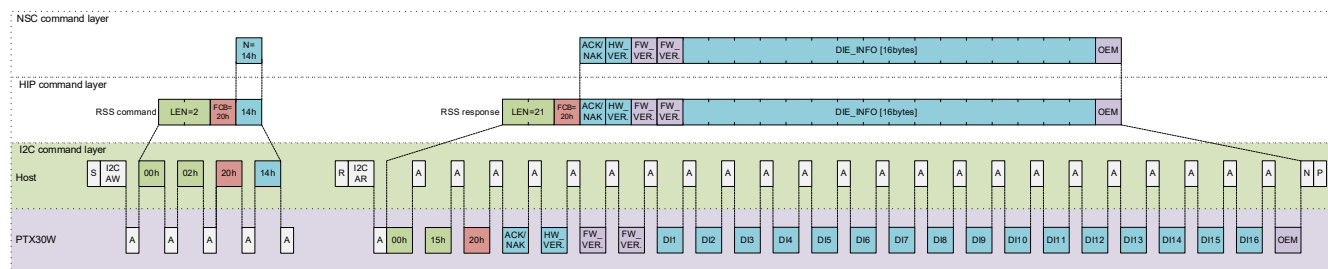 NSC command layer
N= 14h
ACK/ NAK HW_ VER. FW_ VER. FW_ VER. DIE_INFO [16bytes] OEM
HIP command layer
RSS command LEN=2 FCB= 20h 14h
RSS response LEN=21 FCB= 20h ACK/ NAK HW_ VER. FW_ VER. FW_ VER. DIE_INFO [16bytes] OEM
I2C command layer
Host S I2C AW 00h 02h 20h 14h R I2C AR A A A A A A A A A A A A A A A A A A A A A A A N P
PTX30W A A A A A A 00h 15h 20h ACK/ NAK HW_ VER. FW_ VER. FW_ VER. DI1 DI2 DI3 DI4 DI5 DI6 DI7 DI8 DI9 DI10 DI11 DI12 DI13 DI14 DI15 DI16 OEM